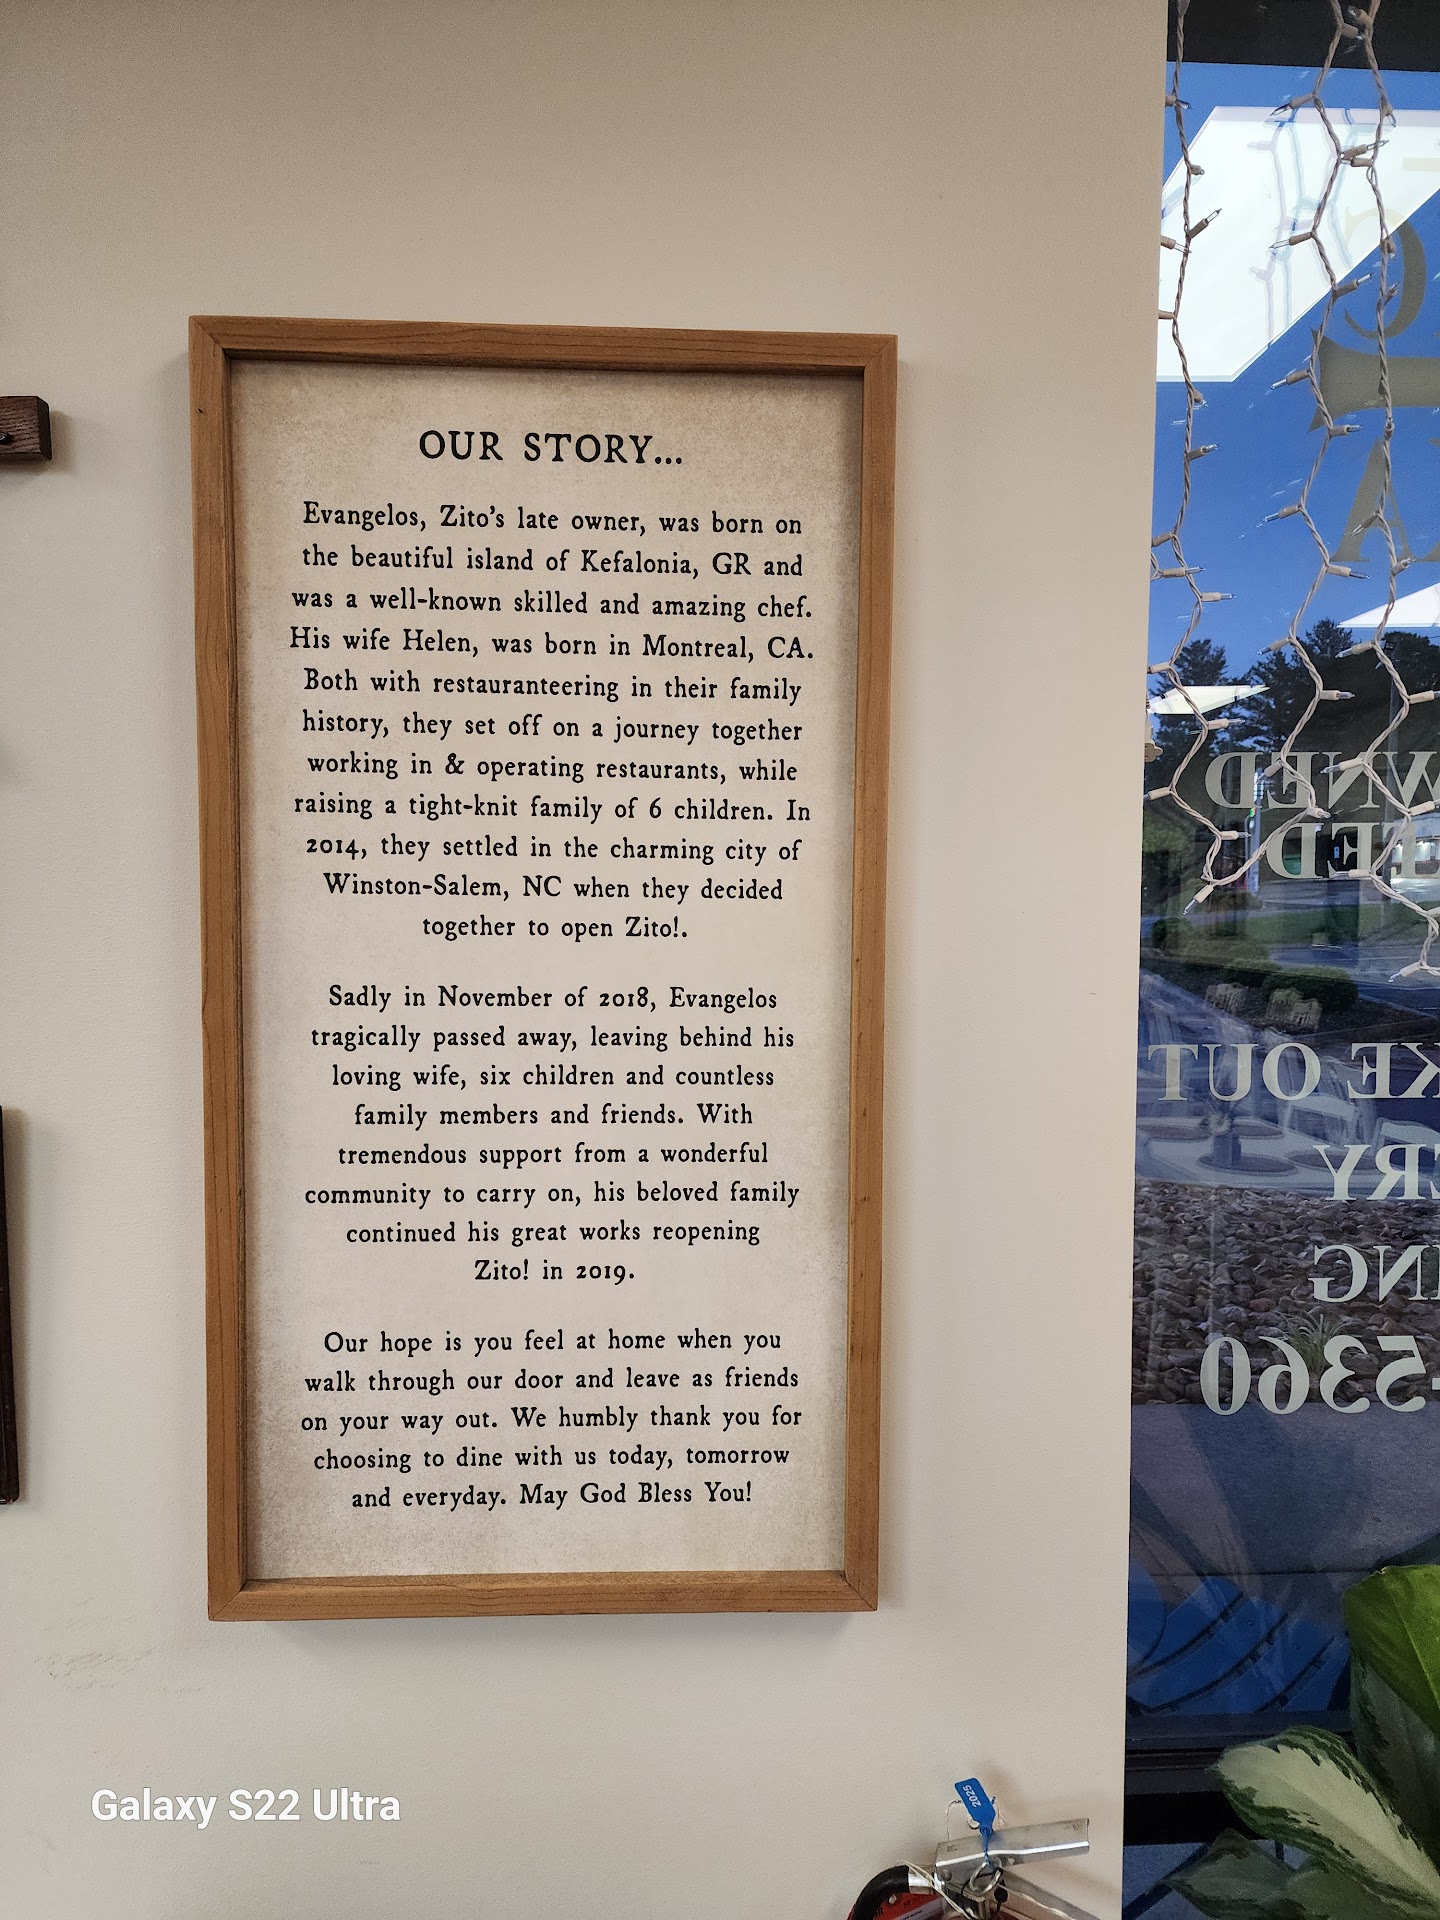 OUR STORY...
Evangelos, Zito's late owner, was born on
the beautiful island of Kefalonia, GR and
was a well-known skilled and amazing chef.
His wife Helen, was born in Montreal, CA.
Both with restauranteering in their family
history, they set off on a journey together
working in & operating restaurants, while
raising a tight-knit family of 6 children. In
2014, they settled in the charming city of
Winston-Salem, NC when they decided
together to open Zito!.
Sadly in November of 2018, Evangelos
tragically passed away, leaving behind his
loving wife, six children and countless
family members and friends. With
tremendous support from a wonderful
community to carry on, his beloved family
continued his great works reopening
Zito! in 2019.
Our hope is you feel at home when you
walk through our door and leave as friends
on your way out. We humbly thank you for
choosing to dine with us today, tomorrow
and everyday. May God Bless You!
WNED
KE OUT
ERY
ING
-5360
2025
Galaxy S22 Ultra